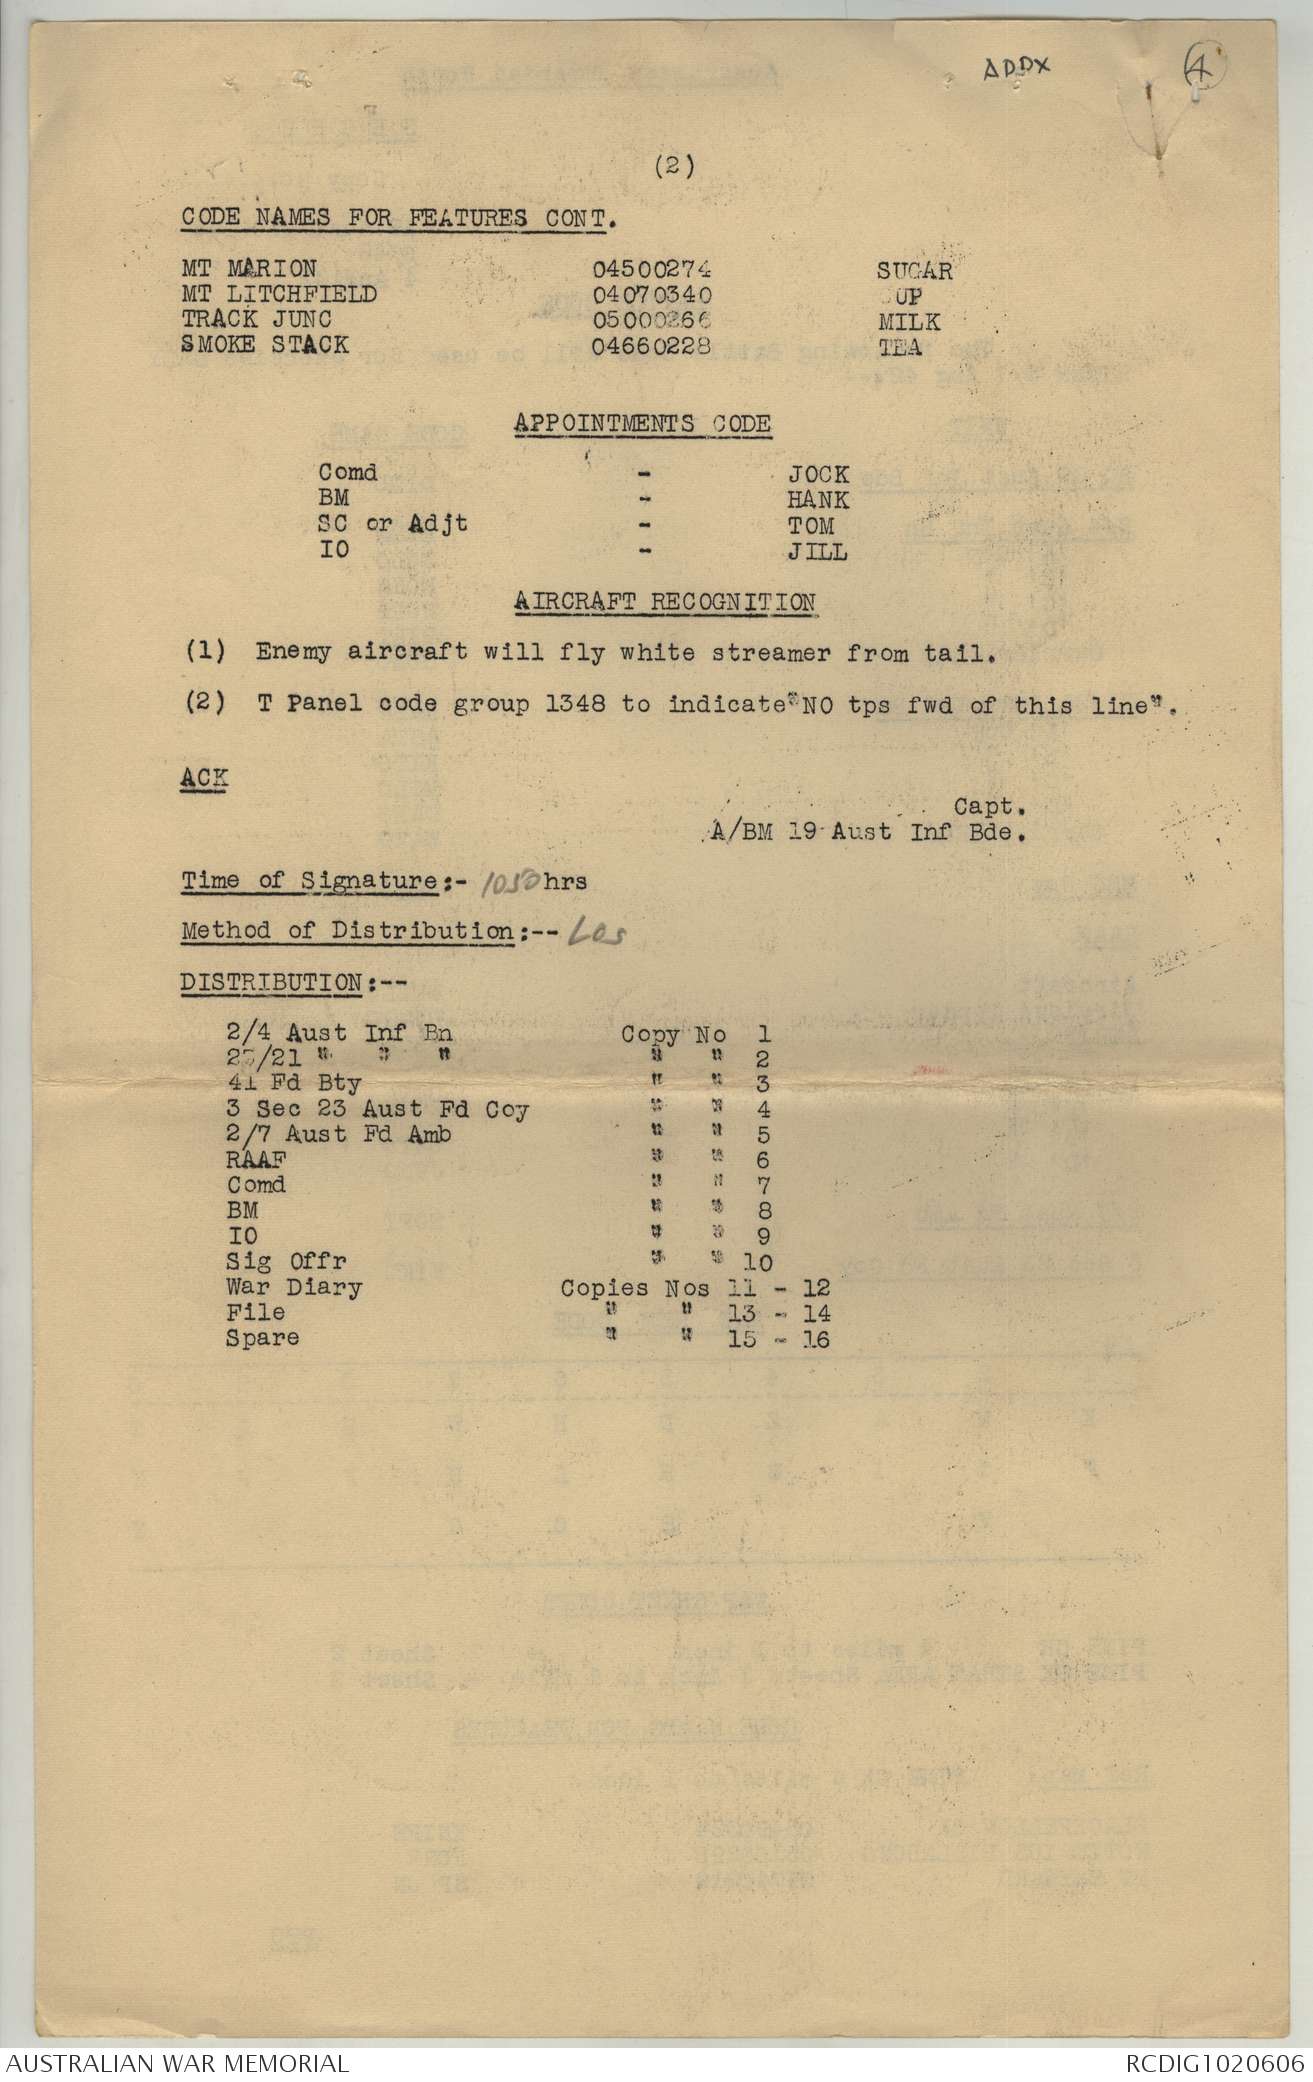 ADDX 4
(2)
CODE NAMES FOR FEATURES CONT.
MT MARION 04500274 SUGAR
MT LITCHFIELD 04070340 CUP
TRACK JUNC 05000266 MILK
SMOKE STACK 04660228 TEA
APPOINTMENTS CODE
Comd - JOCK
BM - HANK
SC or Adjt - TOM
IO - JILL
AIRCRAFT RECOGNITION
(1) Enemy aircraft will fly white streamer from tail.
(2) T Panel code group 1348 to indicate"NO tps fwd of this line".
ACK
Capt.
A/BM 19 Aust Inf Bde.
Time of Signature:- 1050 hrs
Method of Distribution:-- LOs
DISTRIBUTION:--
2/4 Aust Inf Bn Copy No 1
23/21 " " " " " 2
41 Fd Bty " " 3
3 Sec 23 Aust Fd Coy " " 4
2/7 Aust Fd Amb " " 5
RAAF " " 6
Comd " " 7
BM " " 8
IO " " 9
Sig Offr " " 10
War Diary Copies Nos 11 - 12
File " " 13 - 14
Spare " " 15 - 16
AUSTRALIAN WAR MEMORIAL RCDIG1020606